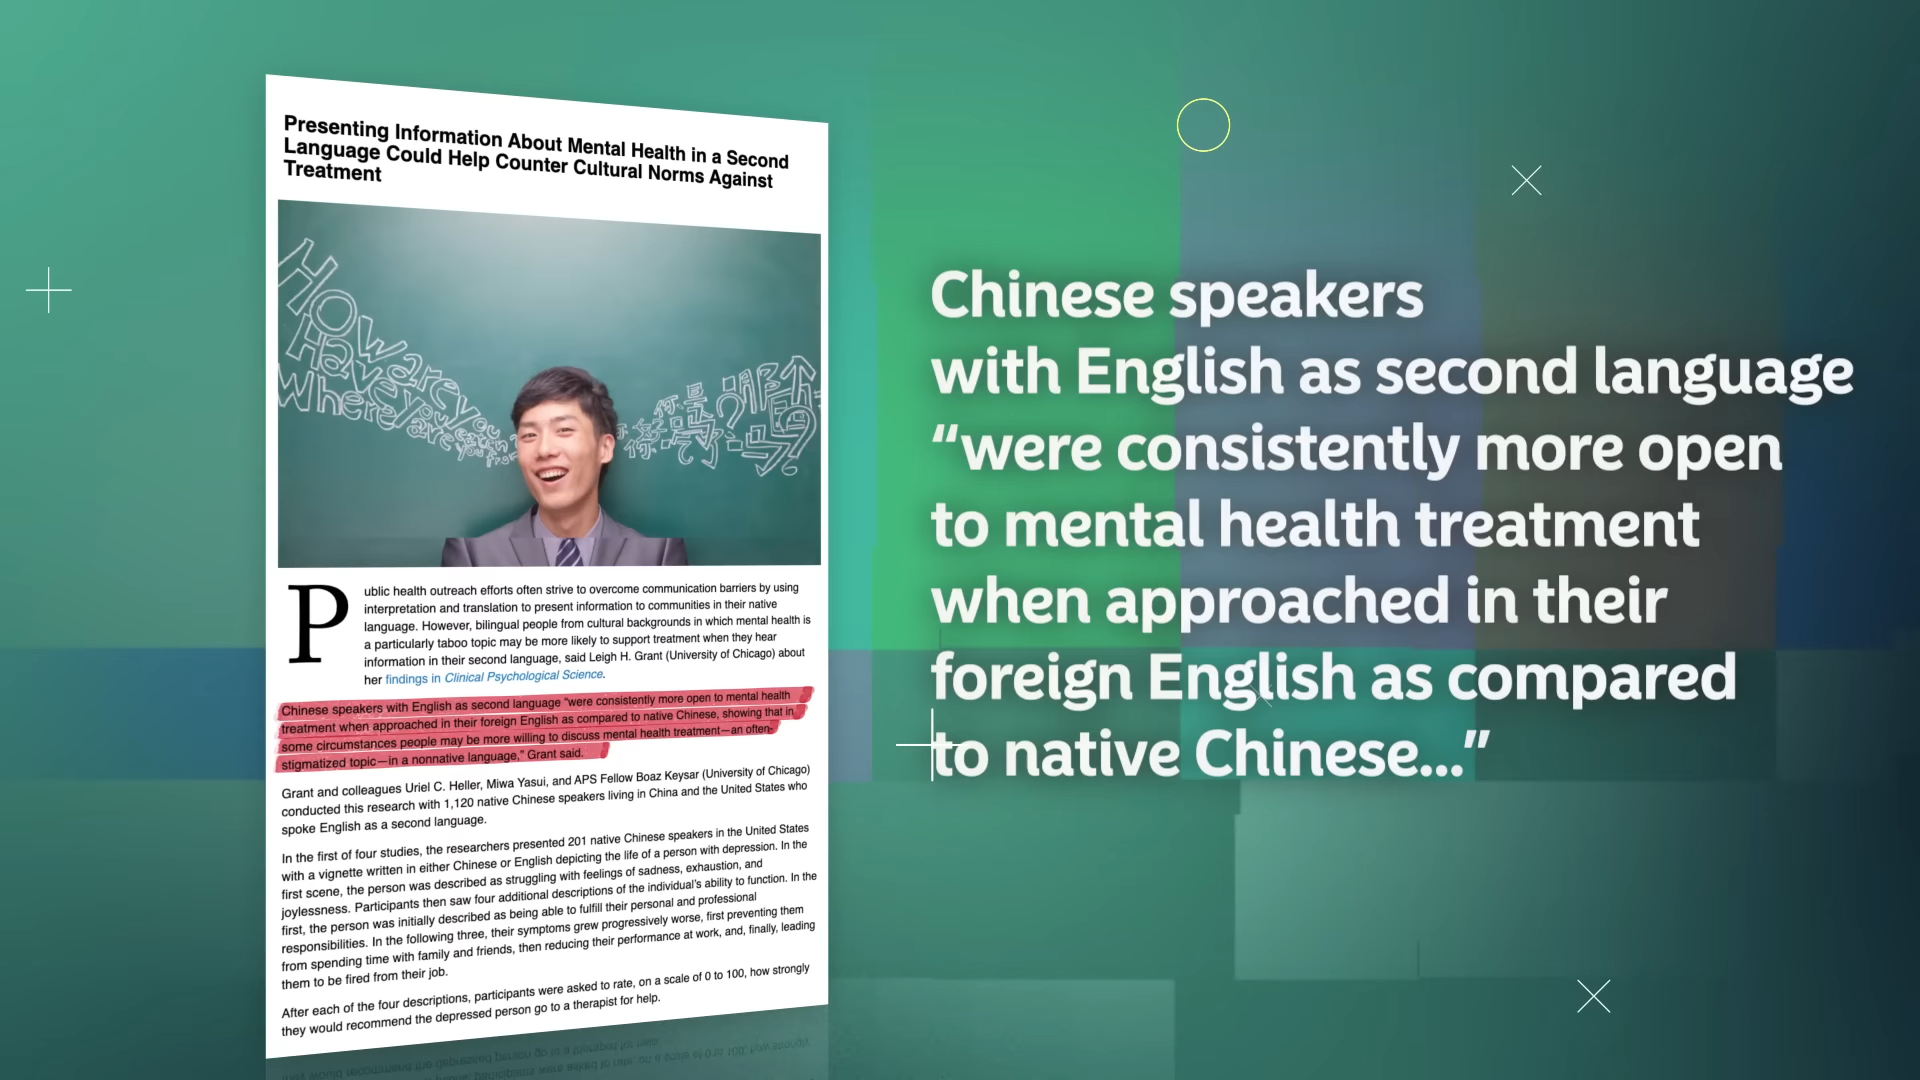 Presenting Information About Mental Health in a Second
Language Could Help Counter Cultural Norms Against
Treatment
How are you
Have you
Where are you from
Public health outreach efforts often strive to overcome communication barriers by using
interpretation and translation to present information to communities in their native
language. However, bilingual people from cultural backgrounds in which mental health is
a particularly taboo topic may be more likely to support treatment when they hear
information in their second language, said Leigh H. Grant (University of Chicago) about
her findings in Clinical Psychological Science.
Chinese speakers with English as second language “were consistently more open to mental health
treatment when approached in their foreign English as compared to native Chinese, showing that in
some circumstances people may be more willing to discuss mental health treatment—an often-
stigmatized topic—in a nonnative language,” Grant said.
Grant and colleagues Uriel C. Heller, Miwa Yasui, and APS Fellow Boaz Keysar (University of Chicago)
conducted this research with 1,120 native Chinese speakers living in China and the United States who
spoke English as a second language.
In the first of four studies, the researchers presented 201 native Chinese speakers in the United States
with a vignette written in either Chinese or English depicting the life of a person with depression. In the
first scene, the person was described as struggling with feelings of sadness, exhaustion, and
joylessness. Participants then saw four additional descriptions of the individual’s ability to function. In the
first, the person was initially described as being able to fulfill their personal and professional
responsibilities. In the following three, their symptoms grew progressively worse, first preventing them
from spending time with family and friends, then reducing their performance at work, and, finally, leading
them to be fired from their job.
After each of the four descriptions, participants were asked to rate, on a scale of 0 to 100, how strongly
they would recommend the depressed person go to a therapist for help.
Chinese speakers
with English as second language
“were consistently more open
to mental health treatment
when approached in their
foreign English as compared
to native Chinese...”